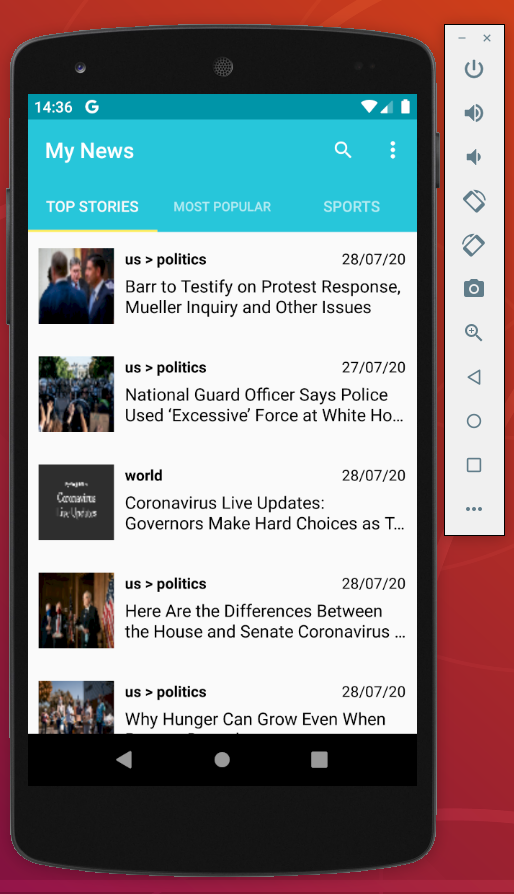 14:36 G
My News
TOP STORIES MOST POPULAR SPORTS
us > politics 28/07/20
Barr to Testify on Protest Response,
Mueller Inquiry and Other Issues
us > politics 27/07/20
National Guard Officer Says Police
Used ‘Excessive’ Force at White Ho...
world 28/07/20
Coronavirus Live Updates:
Governors Make Hard Choices as T...
Coronavirus
Live Updates
us > politics 28/07/20
Here Are the Differences Between
the House and Senate Coronavirus ...
us > politics 28/07/20
Why Hunger Can Grow Even When